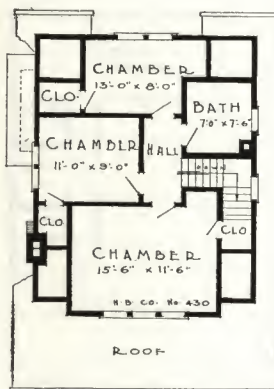 CHAMBER
13'-0" x 8'-0"
CLO.
BATH
7'-0" x 7'-6"
CHAMBER
11'-0" x 9'-0"
HALL
CLO.
CLO.
CHAMBER
15'-6" x 11'-6"
H. B. CO. No 430
ROOF